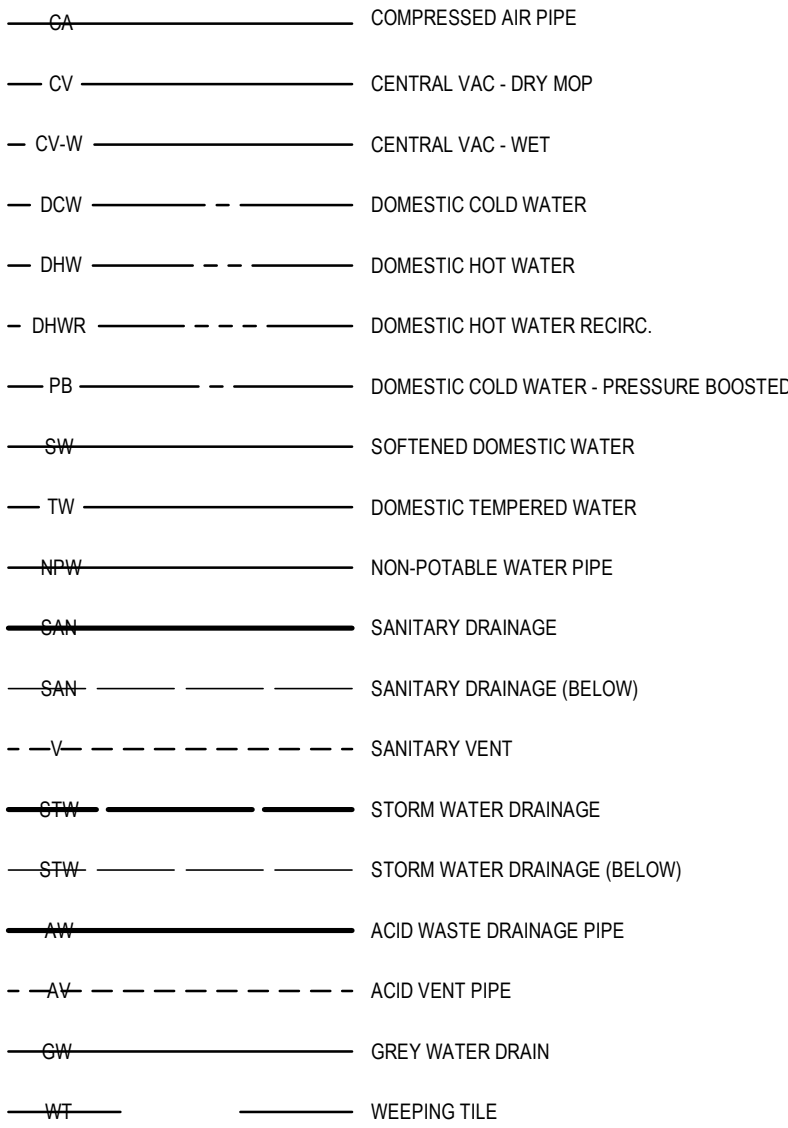 CA COMPRESSED AIR PIPE
CV CENTRAL VAC - DRY MOP
CV-W CENTRAL VAC - WET
DCW DOMESTIC COLD WATER
DHW DOMESTIC HOT WATER
DHWR DOMESTIC HOT WATER RECIRC.
PB DOMESTIC COLD WATER - PRESSURE BOOSTED
SW SOFTENED DOMESTIC WATER
TW DOMESTIC TEMPERED WATER
NPW NON-POTABLE WATER PIPE
SAN SANITARY DRAINAGE
SAN SANITARY DRAINAGE (BELOW)
V SANITARY VENT
STW STORM WATER DRAINAGE
STW STORM WATER DRAINAGE (BELOW)
AW ACID WASTE DRAINAGE PIPE
AV ACID VENT PIPE
GW GREY WATER DRAIN
WT WEEPING TILE